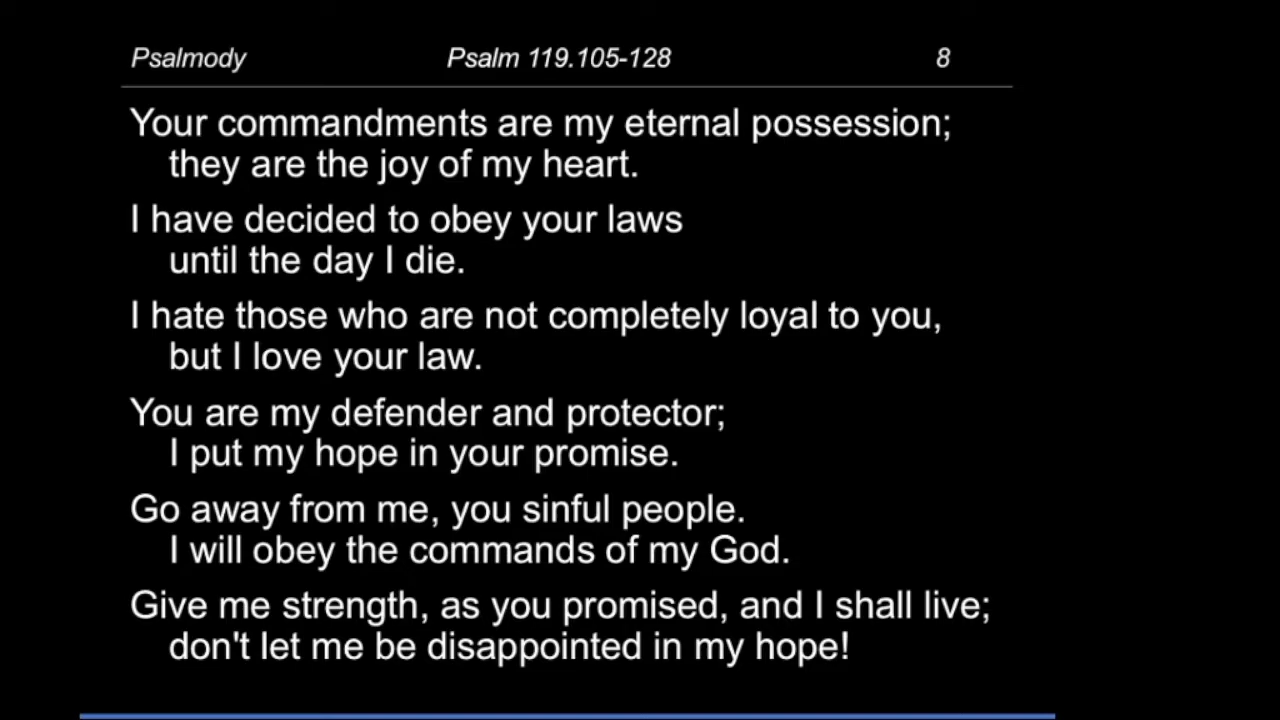 Psalmody Psalm 119.105-128 8
Your commandments are my eternal possession;
they are the joy of my heart.
I have decided to obey your laws
until the day I die.
I hate those who are not completely loyal to you,
but I love your law.
You are my defender and protector;
I put my hope in your promise.
Go away from me, you sinful people.
I will obey the commands of my God.
Give me strength, as you promised, and I shall live;
don't let me be disappointed in my hope!